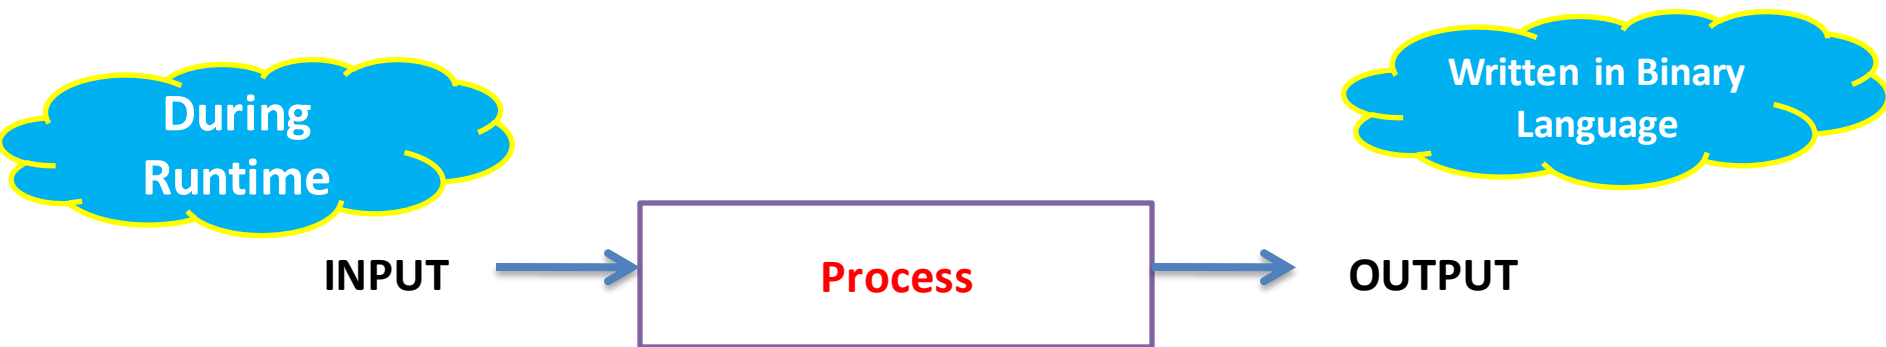 During
Runtime
Written in Binary
Language
INPUT
Process
OUTPUT